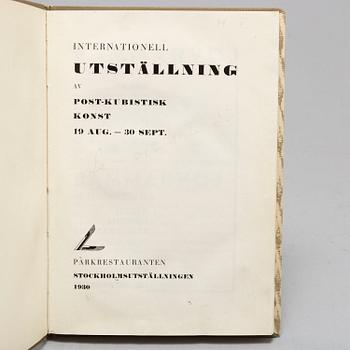 INTERNATIONELL
UTSTÄLLNING
AV
POST-KUBISTISK
KONST
19 AUG. — 30 SEPT.
PARKRESTAURANTEN
STOCKHOLMSUTSTÄLLNINGEN
1930